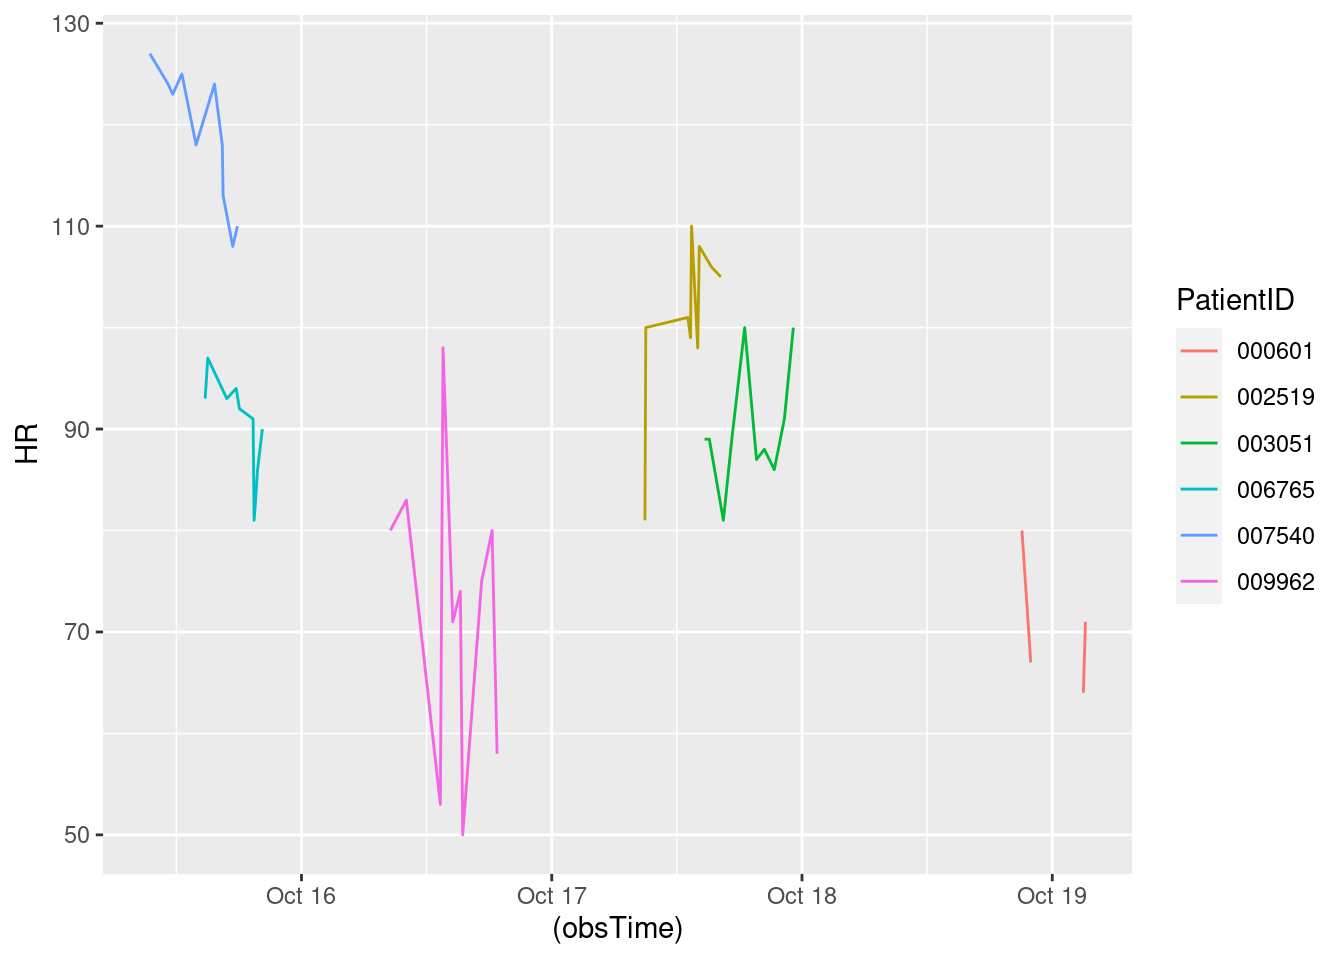 130
110
90
70
50
HR
Oct 16
Oct 17
Oct 18
Oct 19
(obsTime)
PatientID
000601
002519
003051
006765
007540
009962